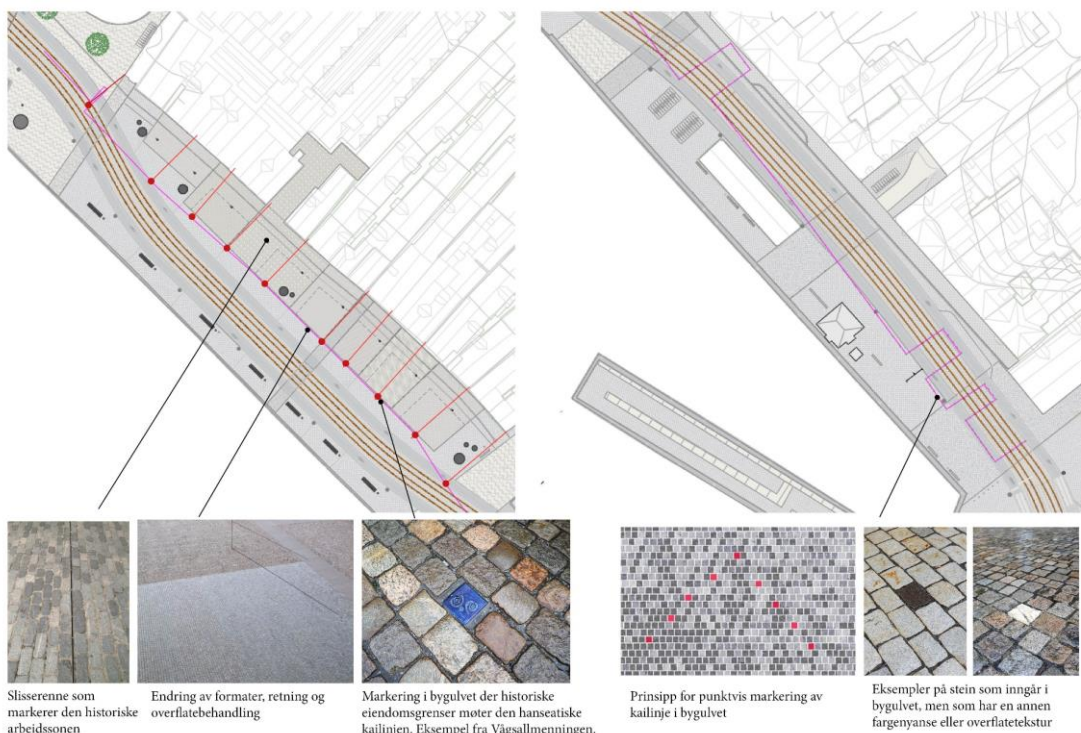 Slisserenne som
markerer den historiske
arbeidssonen
Endring av formater, retning og
overflatebehandling
Markering i bygulvet der historiske
eiendomsgrenser møter den hanseatiske
kailinjen. Eksempel fra Vågsallmenningen.
Prinsipp for punktvis markering av
kailinje i bygulvet
Eksempler på stein som inngår i
bygulvet, men som har en annen
fargenyanse eller overflatetekstur